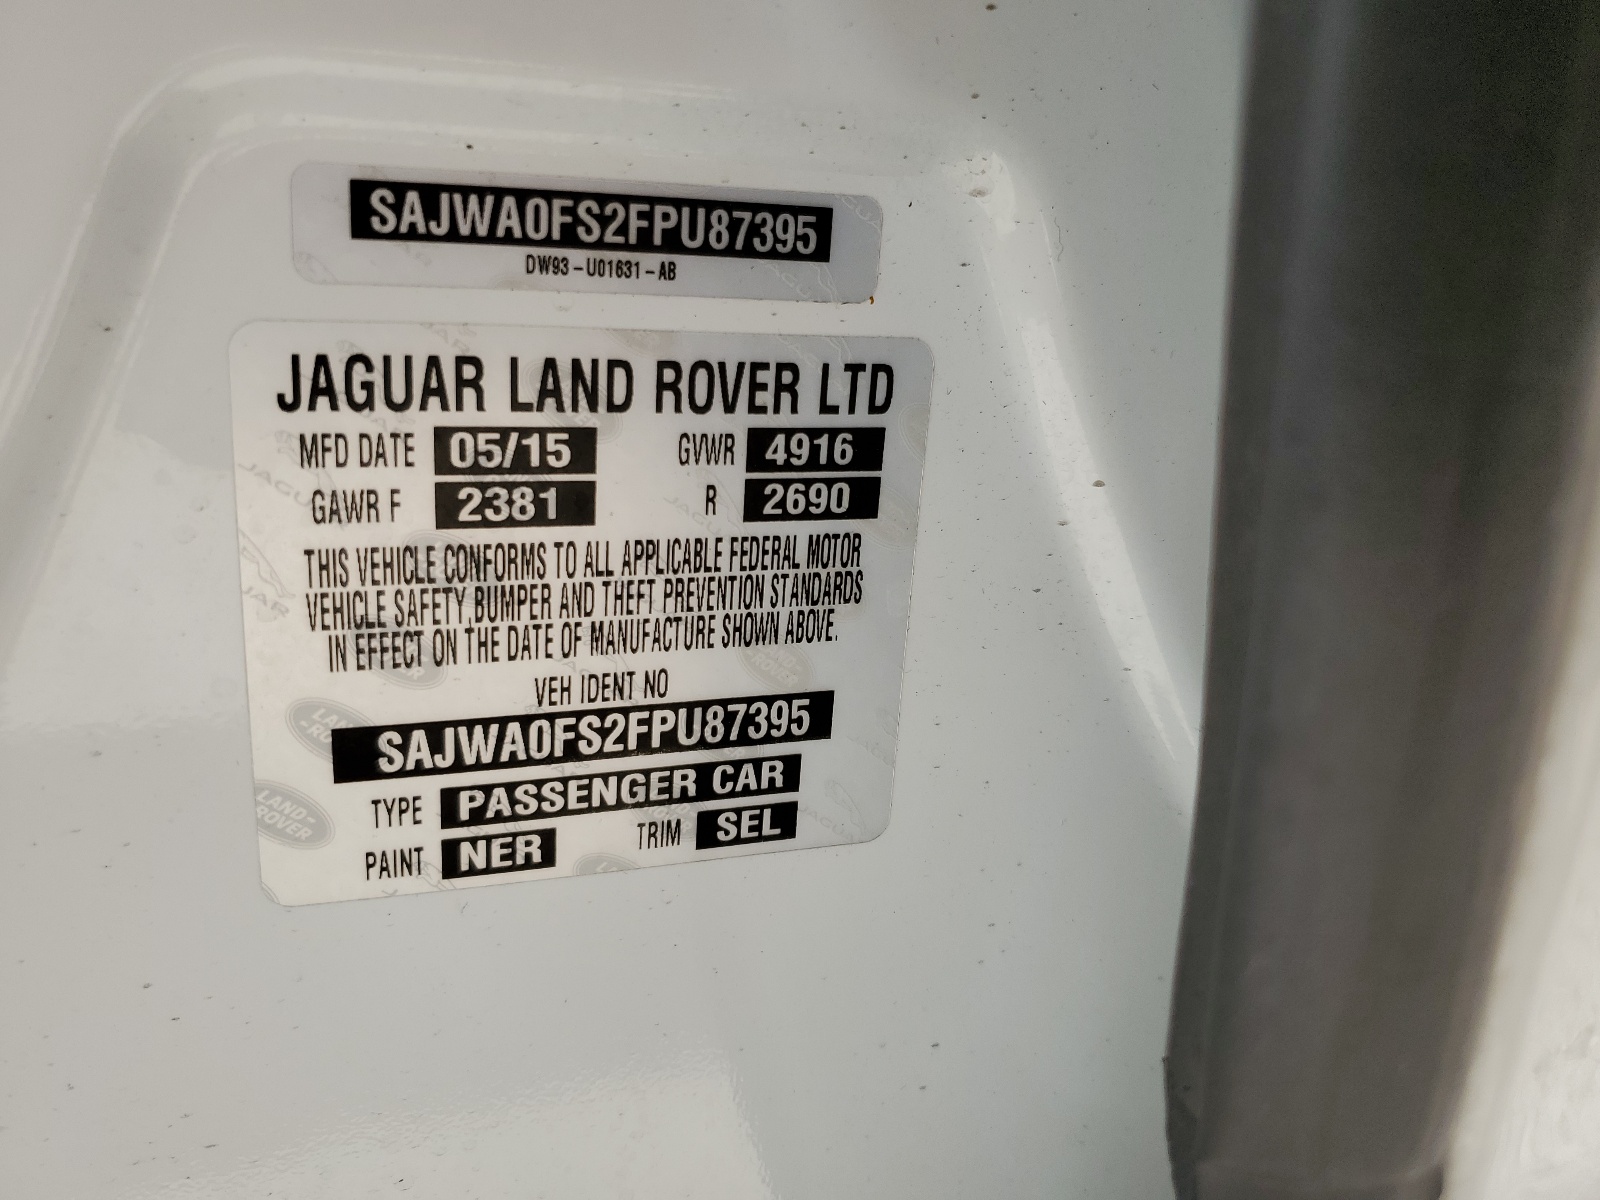 SAJWA0FS2FPU87395
DW93-U01631-AB
JAGUAR LAND ROVER LTD
MFD DATE 05/15 GVWR 4916
GAWR F 2381 R 2690
THIS VEHICLE CONFORMS TO ALL APPLICABLE FEDERAL MOTOR
VEHICLE SAFETY,BUMPER AND THEFT PREVENTION STANDARDS
IN EFFECT ON THE DATE OF MANUFACTURE SHOWN ABOVE.
VEH IDENT NO
SAJWA0FS2FPU87395
TYPE PASSENGER CAR
PAINT NER TRIM SEL